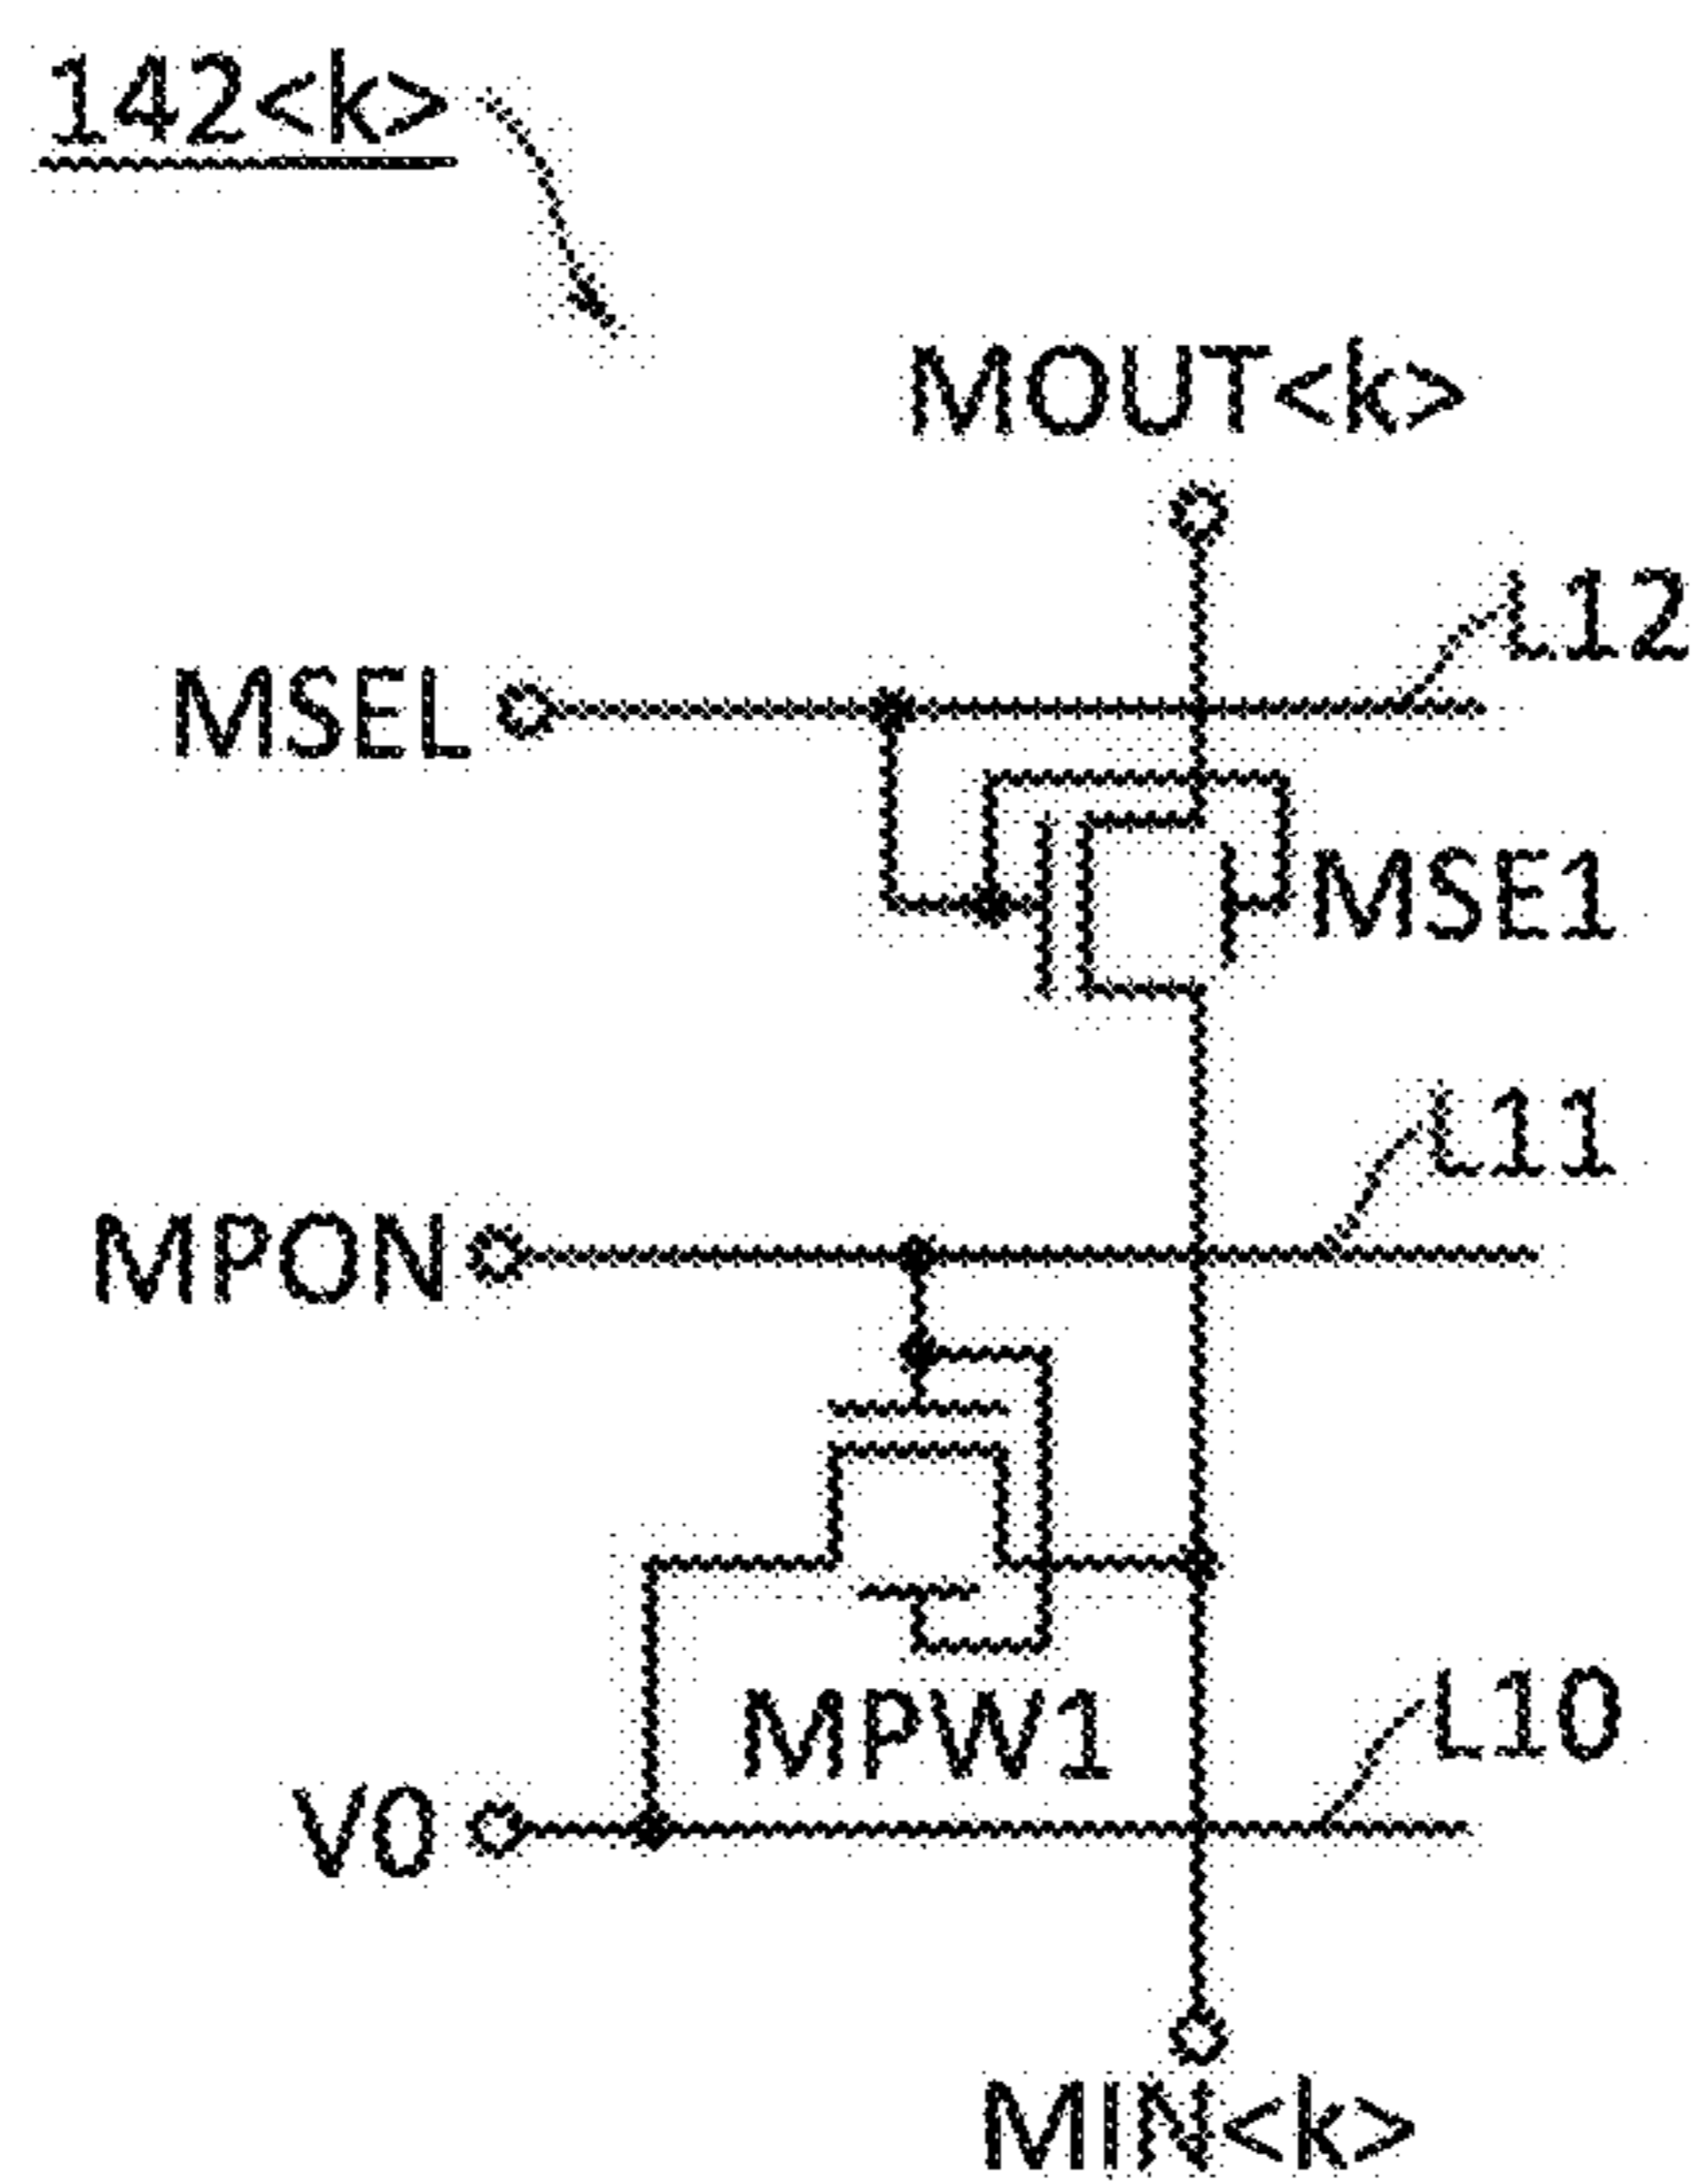 142<k>
MOUT<k>
L12
MSEL
MSE1
L11
MPON
L10
MPW1
V0
MIN<k>